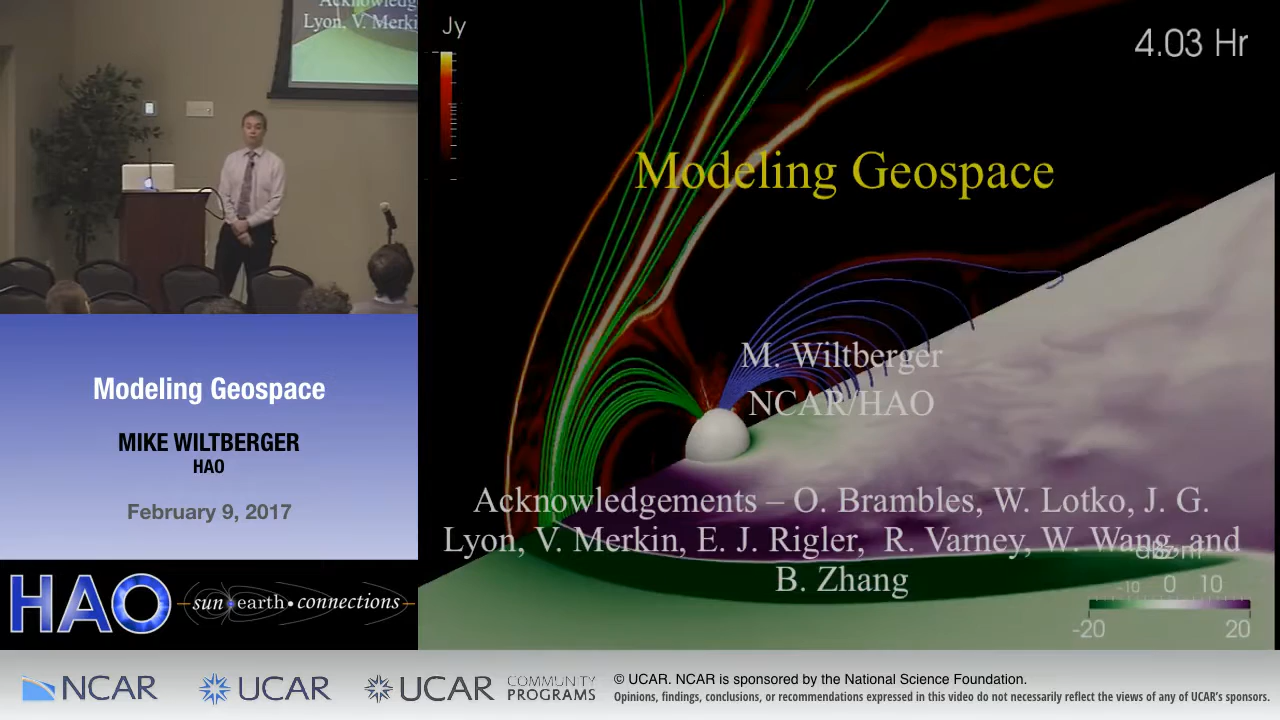 Acknowledg
Lyon, V. Merki
Jy
4.03 Hr
Modeling Geospace
M. Wiltberger
NCAR/HAO
Acknowledgements – O. Brambles, W. Lotko, J. G.
Lyon, V. Merkin, E. J. Rigler, R. Varney, W. Wang, and
B. Zhang
-10 0 10
-20 20
Modeling Geospace
MIKE WILTBERGER
HAO
February 9, 2017
HAO sun•earth•connections
NCAR UCAR UCAR COMMUNITY PROGRAMS
© UCAR. NCAR is sponsored by the National Science Foundation.
Opinions, findings, conclusions, or recommendations expressed in this video do not necessarily reflect the views of any of UCAR's sponsors.